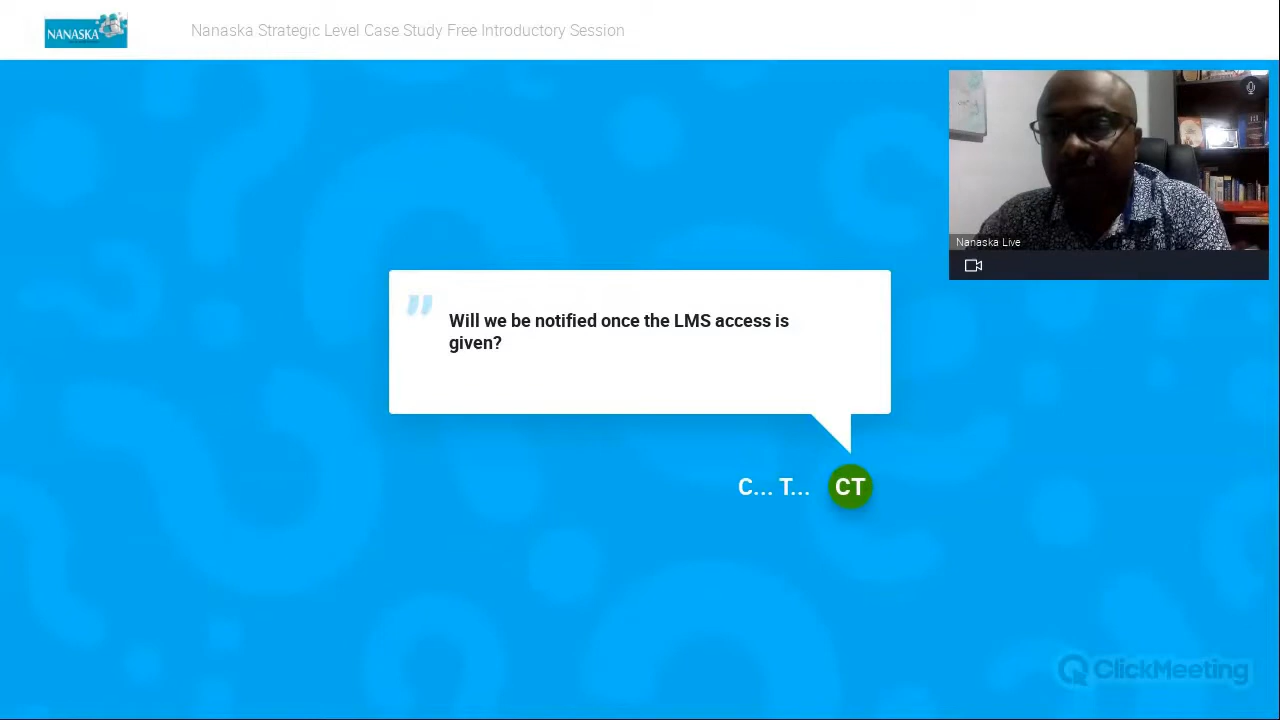 NANASKA
Nanaska Strategic Level Case Study Free Introductory Session
Nanaska Live
Will we be notified once the LMS access is
given?
C... T...
CT
ClickMeeting